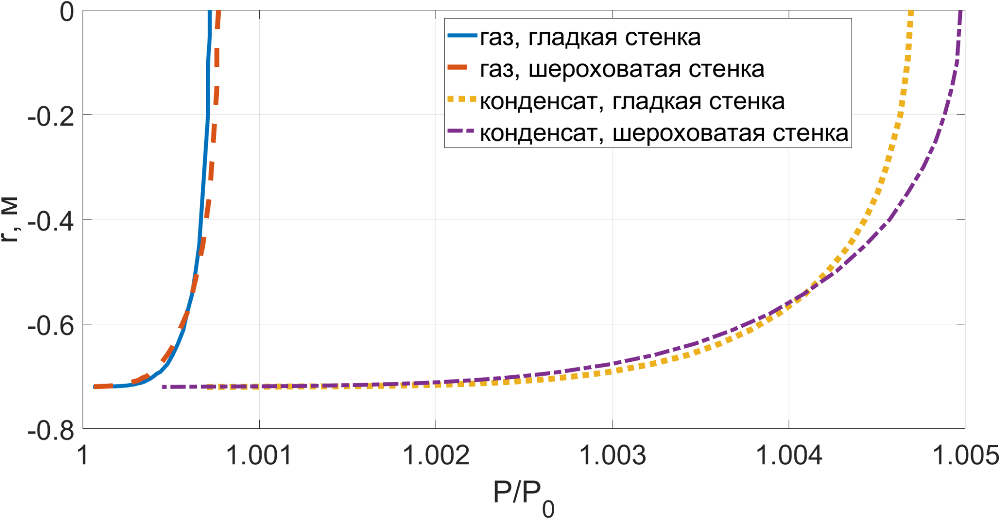 0
-0.2
-0.4
-0.6
-0.8
r, м
газ, гладкая стенка
газ, шероховатая стенка
конденсат, гладкая стенка
конденсат, шероховатая стенка
1 1.001 1.002 1.003 1.004 1.005
P/P₀